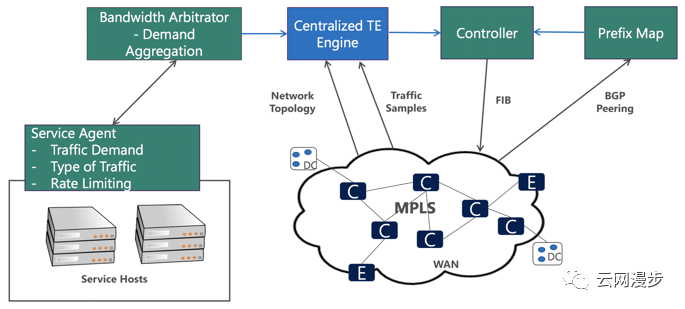 Bandwidth Arbitrator
- Demand
Aggregation
Centralized TE
Engine
Controller
Prefix Map
Network
Topology
Traffic
Samples
FIB
BGP
Peering
Service Agent
- Traffic Demand
- Type of Traffic
- Rate Limiting
Service Hosts
DC
C
C
C
E
MPLS
C
C
C
E
WAN
DC
云网漫步